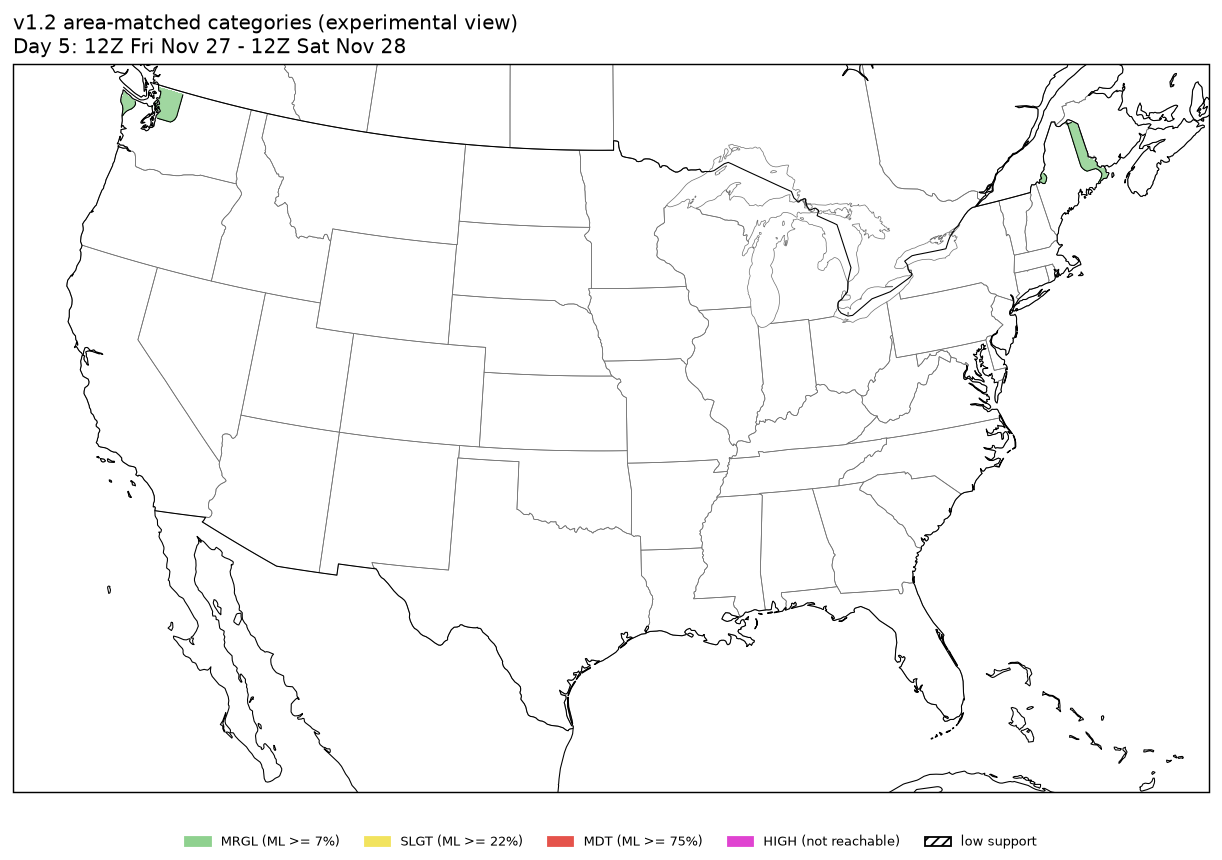 v1.2 area-matched categories (experimental view)
Day 5: 12Z Fri Nov 27 - 12Z Sat Nov 28
MRGL (ML >= 7%)
SLGT (ML >= 22%)
MDT (ML >= 75%)
HIGH (not reachable)
low support